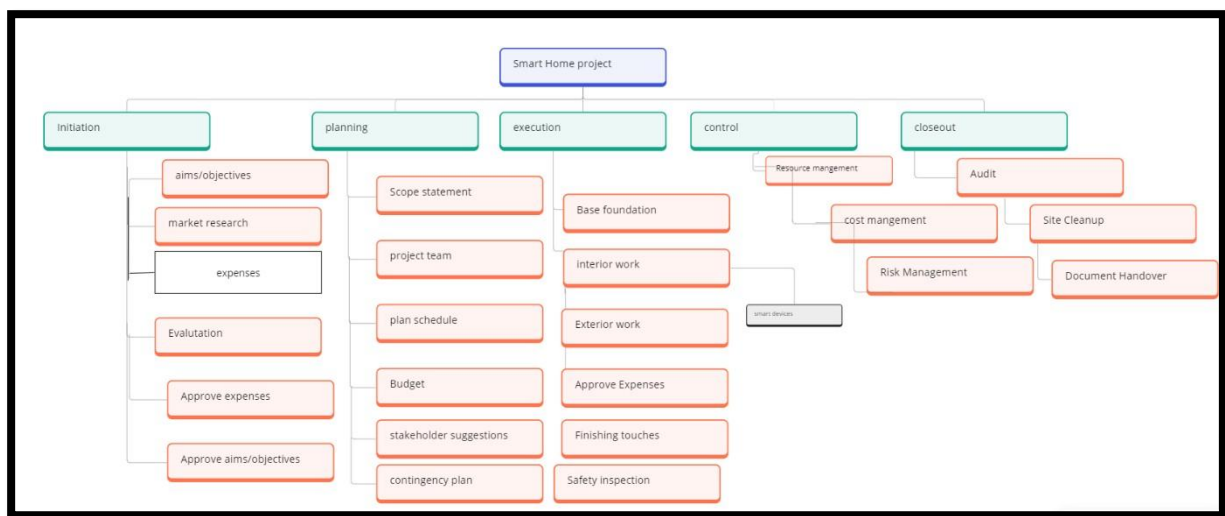 Smart Home project
Initiation
planning
execution
control
closeout
aims/objectives
market research
expenses
Evalutation
Approve expenses
Approve aims/objectives
Scope statement
project team
plan schedule
Budget
stakeholder suggestions
contingency plan
Base foundation
interior work
smart devices
Exterior work
Approve Expenses
Finishing touches
Safety inspection
Resource mangement
cost mangement
Risk Management
Audit
Site Cleanup
Document Handover